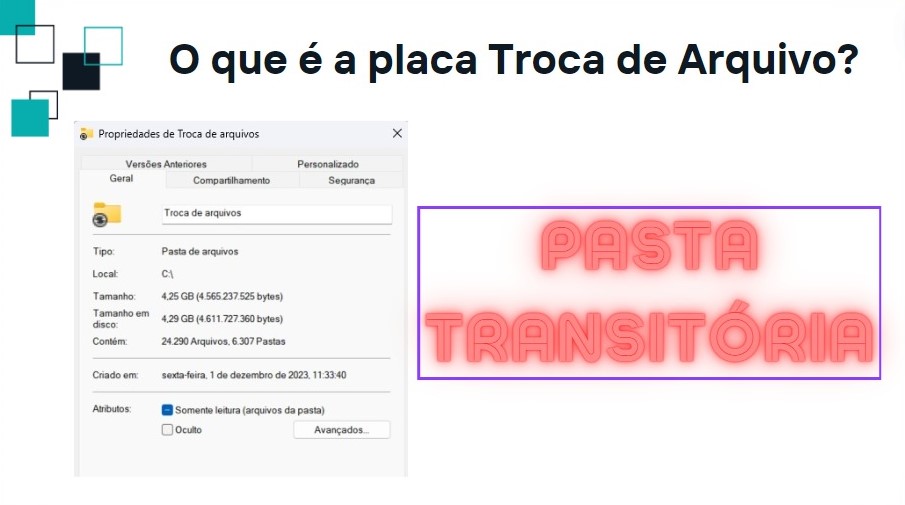 O que é a placa Troca de Arquivo?
Propriedades de Troca de arquivos
Versões Anteriores Personalizado
Geral Compartilhamento Segurança
Troca de arquivos
Tipo: Pasta de arquivos
Local: C:\
Tamanho: 4,25 GB (4.565.237.525 bytes)
Tamanho em disco: 4,29 GB (4.611.727.360 bytes)
Contém: 24.290 Arquivos, 6.307 Pastas
Criado em: sexta-feira, 1 de dezembro de 2023, 11:33:40
Atributos: Somente leitura (arquivos da pasta)
Oculto Avançados...
PASTA
TRANSITÓRIA